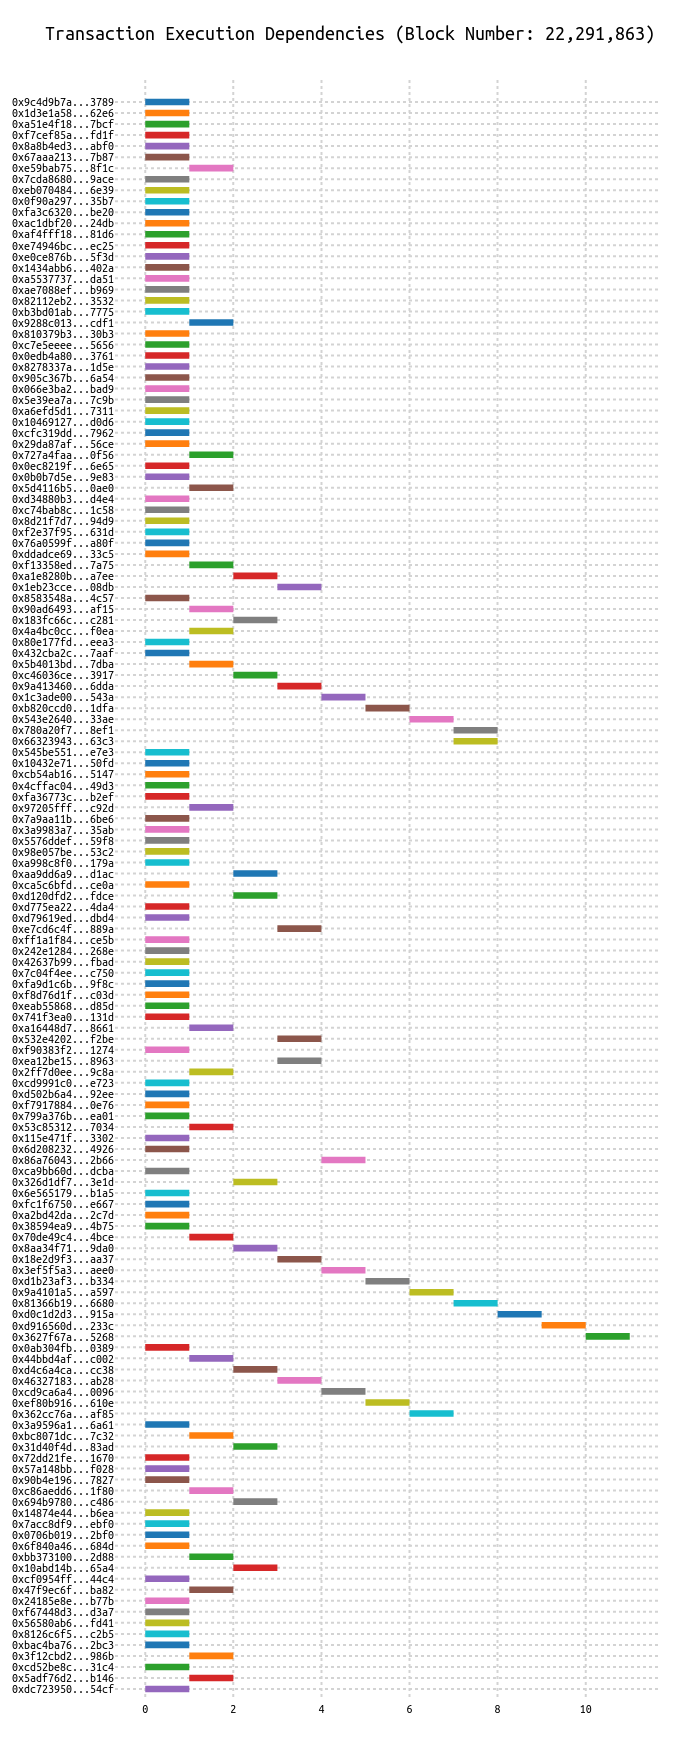 Transaction Execution Dependencies (Block Number: 22,291,863)
0x9c4d9b7a...3789
0x1d3e1a58...62e6
0xa51e4f18...7bcf
0xf7cef85a...fd1f
0x8a8b4ed3...abf0
0x67aaa213...7b87
0xe59bab75...8f1c
0x7cda8680...9ace
0xeb070484...6e39
0x0f90a297...35b7
0xfa3c6320...be20
0xac1dbf20...24db
0xaf4fff18...81d6
0xe74946bc...ec25
0xe0ce876b...5f3d
0x1434abb6...402a
0xa5537737...da51
0xae7088ef...b969
0x82112eb2...3532
0xb3bd01ab...7775
0x9288c013...cdf1
0x810379b3...30b3
0xc7e5eeee...5656
0x0edb4a80...3761
0x8278337a...1d5e
0x905c367b...6a54
0x066e3ba2...bad9
0x5e39ea7a...7c9b
0xa6efd5d1...7311
0x10469127...d0d6
0xcfc319dd...7962
0x29da87af...56ce
0x727a4faa...0f56
0x0ec8219f...6e65
0x0b0b7d5e...9e83
0x5d4116b5...0ae0
0xd34880b3...d4e4
0xc74bab8c...1c58
0x8d21f7d7...94d9
0xf2e37f95...631d
0x76a0599f...a80f
0xddadce69...33c5
0xf13358ed...7a75
0xa1e8280b...a7ee
0x1eb23cce...08db
0x8583548a...4c57
0x90ad6493...af15
0x183fc66c...c281
0x4a4bc0cc...f0ea
0x80e177fd...eea3
0x432cba2c...7aaf
0x5b4013bd...7dba
0xc46036ce...3917
0x9a413460...6dda
0x1c3ade00...543a
0xb820ccd0...1dfa
0x543e2640...33ae
0x780a20f7...8ef1
0x66323943...63c3
0x545be551...e7e3
0x10432e71...50fd
0xcb54ab16...5147
0x4cffac04...49d3
0xfa36773c...b2ef
0x97205fff...c92d
0x7a9aa11b...6be6
0x3a9983a7...35ab
0x5576ddef...59f8
0x98e057be...53c2
0xa998c8f0...179a
0xaa9dd6a9...d1ac
0xca5c6bfd...ce0a
0xd120dfd2...fdce
0xd775ea22...4da4
0xd79619ed...dbd4
0xe7cd6c4f...889a
0xff1a1f84...ce5b
0x242e1284...268e
0x42637b99...fbad
0x7c04f4ee...c750
0xfa9d1c6b...9f8c
0xf8d76d1f...c03d
0xeab55868...d85d
0x741f3ea0...131d
0xa16448d7...8661
0x532e4202...f2be
0xf90383f2...1274
0xea12be15...8963
0x2ff7d0ee...9c8a
0xcd9991c0...e723
0xd502b6a4...92ee
0xf7917884...0e76
0x799a376b...ea01
0x53c85312...7034
0x115e471f...3302
0x6d208232...4926
0x86a76043...2b66
0xca9bb60d...dcba
0x326d1df7...3e1d
0x6e565179...b1a5
0xfc1f6750...e667
0xa2bd42da...2c7d
0x38594ea9...4b75
0x70de49c4...4bce
0x8aa34f71...9da0
0x18e2d9f3...aa37
0x3ef5f5a3...aee0
0xd1b23af3...b334
0x9a4101a5...a597
0x81366b19...6680
0xd0c1d2d3...915a
0xd916560d...233c
0x3627f67a...5268
0x0ab304fb...0389
0x44bbd4af...c002
0xd4c6a4ca...cc38
0x46327183...ab28
0xcd9ca6a4...0096
0xef80b916...610e
0x362cc76a...af85
0x3a9596a1...6a61
0xbc8071dc...7c32
0x31d40f4d...83ad
0x72dd21fe...1670
0x57a148bb...f028
0x90b4e196...7827
0xc86aedd6...1f80
0x694b9780...c486
0x14874e44...b6ea
0x7acc8df9...ebf0
0x0706b019...2bf0
0x6f840a46...684d
0xbb373100...2d88
0x10abd14b...65a4
0xcf0954ff...44c4
0x47f9ec6f...ba82
0x24185e8e...b77b
0xf67448d3...d3a7
0x56580ab6...fd41
0x8126c6f5...c2b5
0xbac4ba76...2bc3
0x3f12cbd2...986b
0xcd52be8c...31c4
0x5adf76d2...b146
0xdc723950...54cf
0 2 4 6 8 10